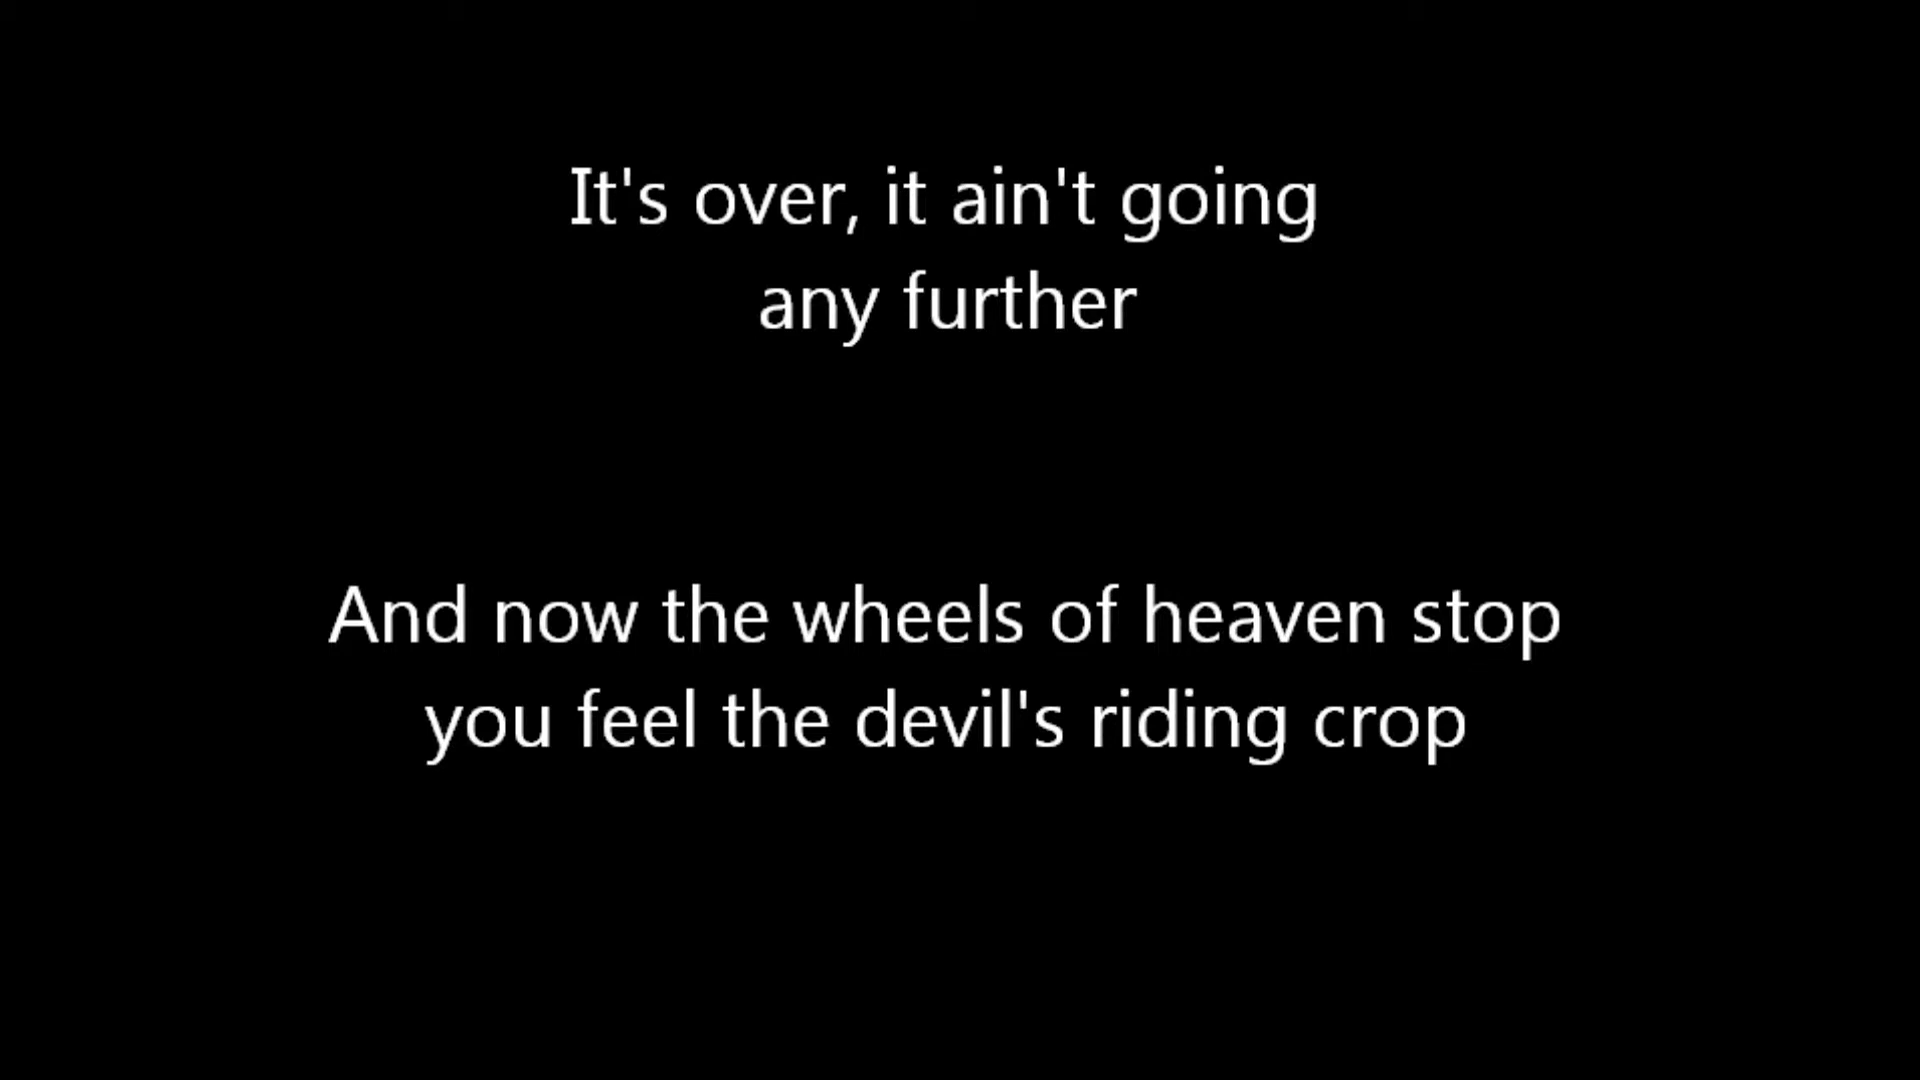 It's over, it ain't going
any further
And now the wheels of heaven stop
you feel the devil's riding crop